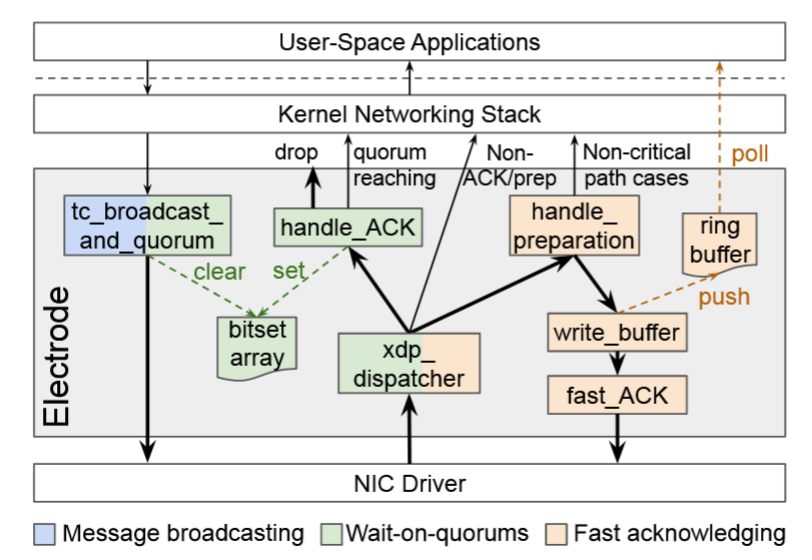 User-Space Applications
Kernel Networking Stack
drop
quorum
reaching
Non-
ACK/prep
Non-critical
path cases
poll
tc_broadcast_
and_quorum
handle_ACK
handle_
preparation
ring
buffer
clear
set
push
bitset
array
xdp_
dispatcher
write_buffer
fast_ACK
Electrode
NIC Driver
Message broadcasting
Wait-on-quorums
Fast acknowledging